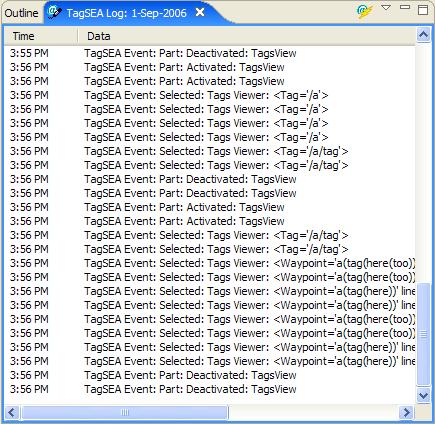 Outline TagSEA Log: 1-Sep-2006
Time Data
3:55 PM TagSEA Event: Part: Deactivated: TagsView
3:56 PM TagSEA Event: Part: Activated: TagsView
3:56 PM TagSEA Event: Part: Activated: TagsView
3:56 PM TagSEA Event: Selected: Tags Viewer: <Tag='/a'>
3:56 PM TagSEA Event: Selected: Tags Viewer: <Tag='/a'>
3:56 PM TagSEA Event: Selected: Tags Viewer: <Tag='/a'>
3:56 PM TagSEA Event: Selected: Tags Viewer: <Tag='/a'>
3:56 PM TagSEA Event: Selected: Tags Viewer: <Tag='/a/tag'>
3:56 PM TagSEA Event: Selected: Tags Viewer: <Tag='/a/tag'>
3:56 PM TagSEA Event: Part: Deactivated: TagsView
3:56 PM TagSEA Event: Part: Deactivated: TagsView
3:56 PM TagSEA Event: Part: Activated: TagsView
3:56 PM TagSEA Event: Part: Activated: TagsView
3:56 PM TagSEA Event: Selected: Tags Viewer: <Tag='/a/tag'>
3:56 PM TagSEA Event: Selected: Tags Viewer: <Tag='/a/tag'>
3:56 PM TagSEA Event: Selected: Tags Viewer: <Waypoint='a(tag(here(too))
3:56 PM TagSEA Event: Selected: Tags Viewer: <Waypoint='a(tag(here(too))
3:56 PM TagSEA Event: Selected: Tags Viewer: <Waypoint='a(tag(here))' line
3:56 PM TagSEA Event: Selected: Tags Viewer: <Waypoint='a(tag(here))' line
3:56 PM TagSEA Event: Selected: Tags Viewer: <Waypoint='a(tag(here(too))
3:56 PM TagSEA Event: Selected: Tags Viewer: <Waypoint='a(tag(here(too))
3:56 PM TagSEA Event: Selected: Tags Viewer: <Waypoint='a(tag(here))' line
3:56 PM TagSEA Event: Selected: Tags Viewer: <Waypoint='a(tag(here))' line
3:56 PM TagSEA Event: Part: Deactivated: TagsView
3:56 PM TagSEA Event: Part: Deactivated: TagsView